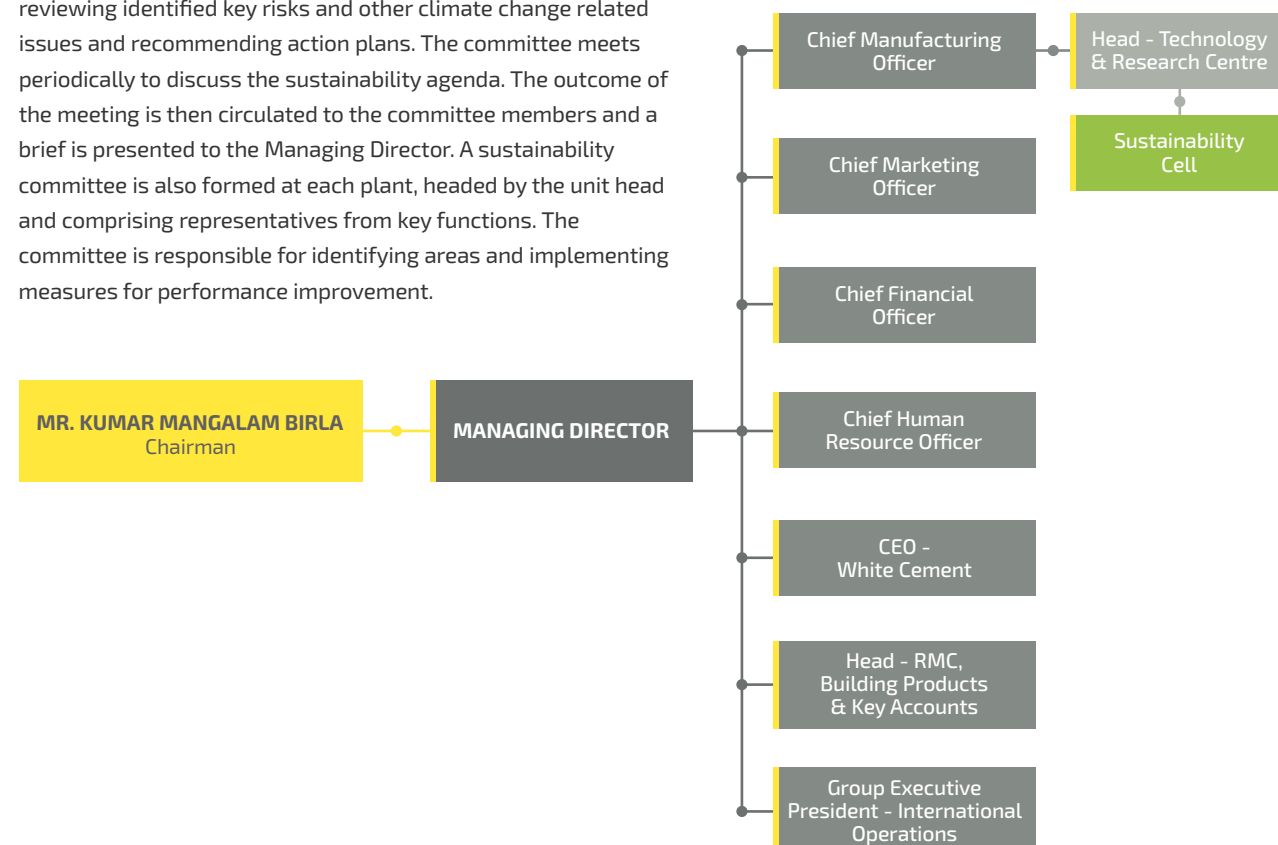 reviewing identified key risks and other climate change related
issues and recommending action plans. The committee meets
periodically to discuss the sustainability agenda. The outcome of
the meeting is then circulated to the committee members and a
brief is presented to the Managing Director. A sustainability
committee is also formed at each plant, headed by the unit head
and comprising representatives from key functions. The
committee is responsible for identifying areas and implementing
measures for performance improvement.
MR. KUMAR MANGALAM BIRLA
Chairman
MANAGING DIRECTOR
Chief Manufacturing
Officer
Head - Technology
& Research Centre
Sustainability
Cell
Chief Marketing
Officer
Chief Financial
Officer
Chief Human
Resource Officer
CEO -
White Cement
Head - RMC,
Building Products
& Key Accounts
Group Executive
President - International
Operations